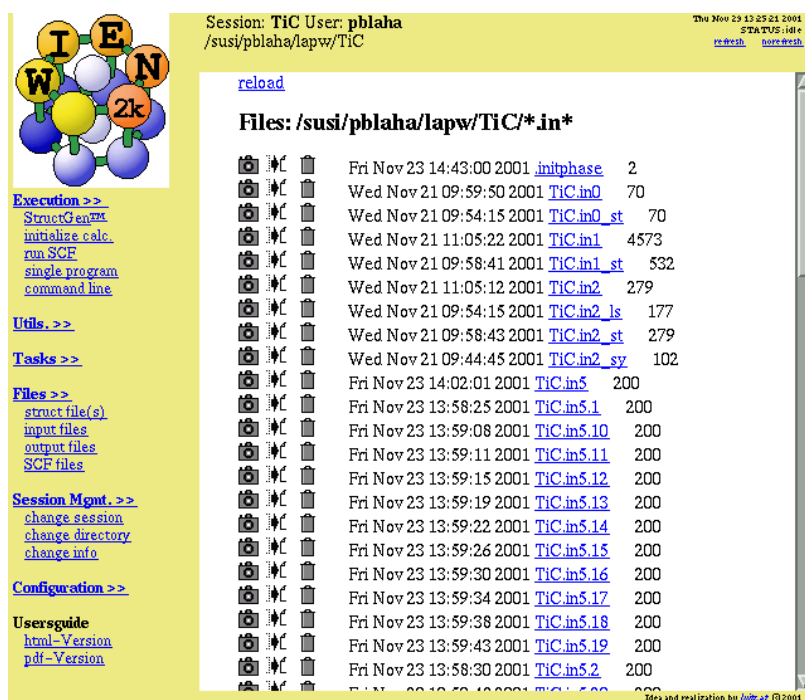 W I E N 2k
Session: TiC User: pblaha
/susi/pblaha/lapw/TiC
Thu Nov 29 13:25:21 2001
STATUS:idle
refresh norefresh
Execution >>
StructGen™
initialize calc.
run SCF
single program
command line
Utils. >>
Tasks >>
Files >>
struct file(s)
input files
output files
SCF files
Session Mgmt. >>
change session
change directory
change info
Configuration >>
Usersguide
html-Version
pdf-Version
reload
Files: /susi/pblaha/lapw/TiC/*.in*
Fri Nov 23 14:43:00 2001 .initphase 2
Wed Nov 21 09:59:50 2001 TiC.in0 70
Wed Nov 21 09:54:15 2001 TiC.in0_st 70
Wed Nov 21 11:05:22 2001 TiC.in1 4573
Wed Nov 21 09:58:41 2001 TiC.in1_st 532
Wed Nov 21 11:05:12 2001 TiC.in2 279
Wed Nov 21 09:54:15 2001 TiC.in2_ls 177
Wed Nov 21 09:58:43 2001 TiC.in2_st 279
Wed Nov 21 09:44:45 2001 TiC.in2_sy 102
Fri Nov 23 14:02:01 2001 TiC.in5 200
Fri Nov 23 13:58:25 2001 TiC.in5.1 200
Fri Nov 23 13:59:08 2001 TiC.in5.10 200
Fri Nov 23 13:59:11 2001 TiC.in5.11 200
Fri Nov 23 13:59:15 2001 TiC.in5.12 200
Fri Nov 23 13:59:19 2001 TiC.in5.13 200
Fri Nov 23 13:59:22 2001 TiC.in5.14 200
Fri Nov 23 13:59:26 2001 TiC.in5.15 200
Fri Nov 23 13:59:30 2001 TiC.in5.16 200
Fri Nov 23 13:59:34 2001 TiC.in5.17 200
Fri Nov 23 13:59:38 2001 TiC.in5.18 200
Fri Nov 23 13:59:43 2001 TiC.in5.19 200
Fri Nov 23 13:58:30 2001 TiC.in5.2 200
Idea and realization by luitz.at ©2001